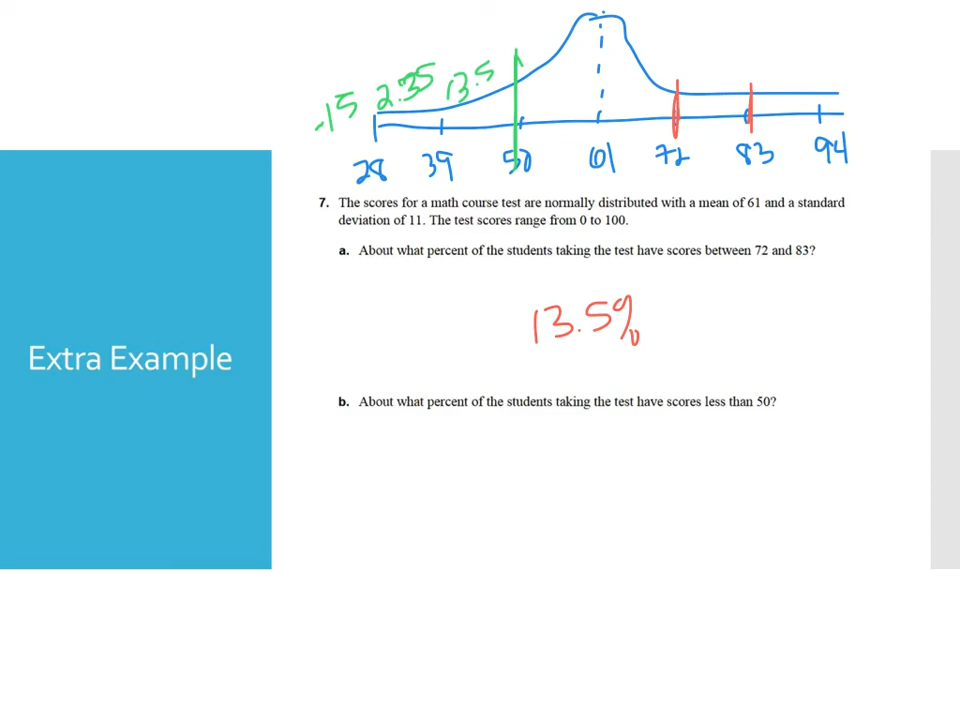 .15 2.35 13.5
28 39 50 61 72 83 94
7. The scores for a math course test are normally distributed with a mean of 61 and a standard
deviation of 11. The test scores range from 0 to 100.
a. About what percent of the students taking the test have scores between 72 and 83?
13.5%
Extra Example
b. About what percent of the students taking the test have scores less than 50?